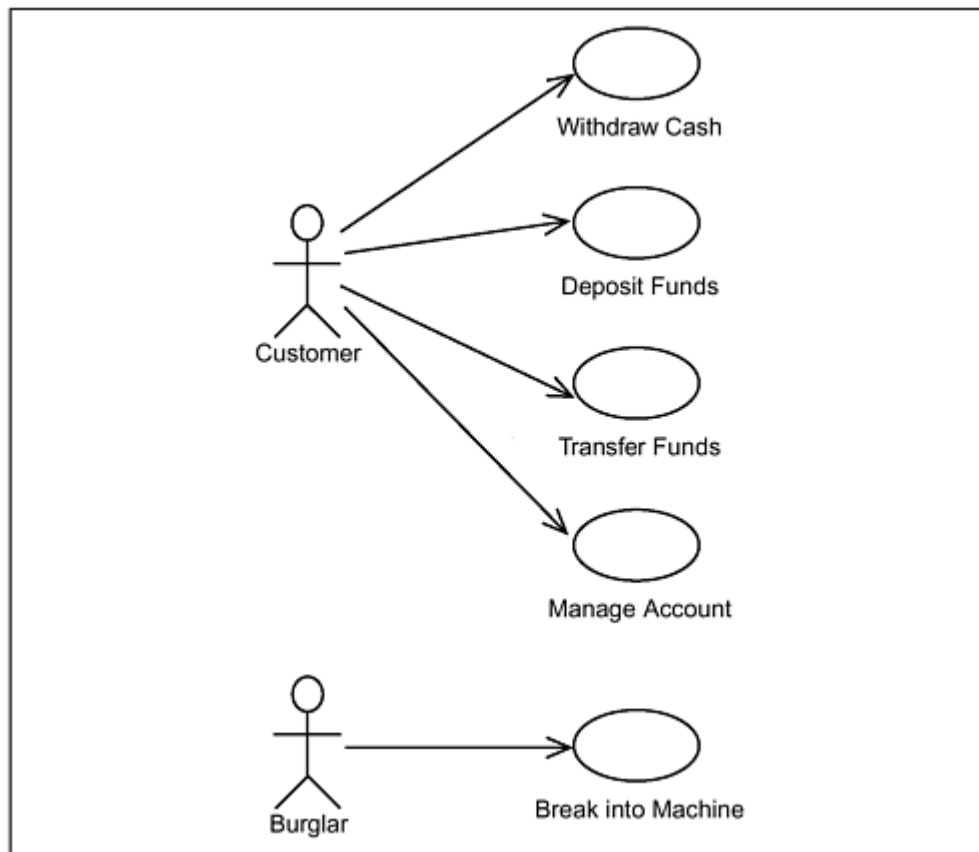 Withdraw Cash
Deposit Funds
Customer
Transfer Funds
Manage Account
Burglar
Break into Machine